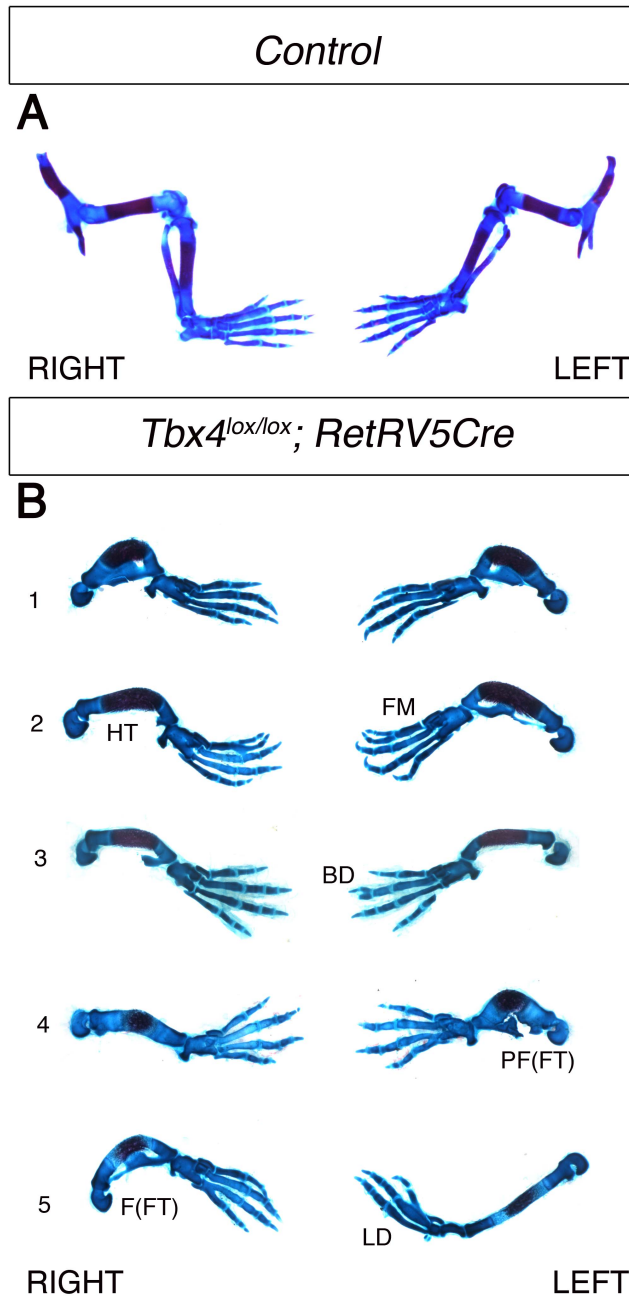 Control
A
RIGHT LEFT
Tbx4lox/lox; RetRV5Cre
B
1
2 HT FM
3 BD
4 PF(FT)
5 F(FT) LD
RIGHT LEFT